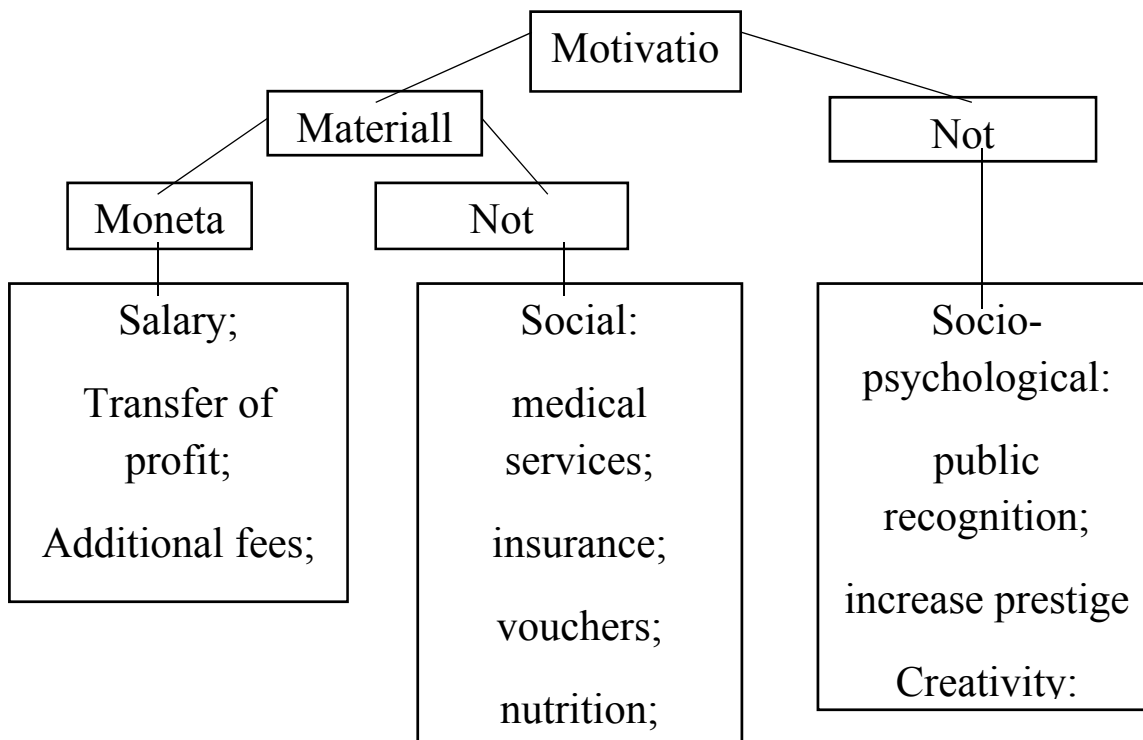 Motivatio
Materiall
Not
Moneta
Not
Salary;
Transfer of
profit;
Additional fees;
Social:
medical
services;
insurance;
vouchers;
nutrition;
Socio-
psychological:
public
recognition;
increase prestige
Creativity: